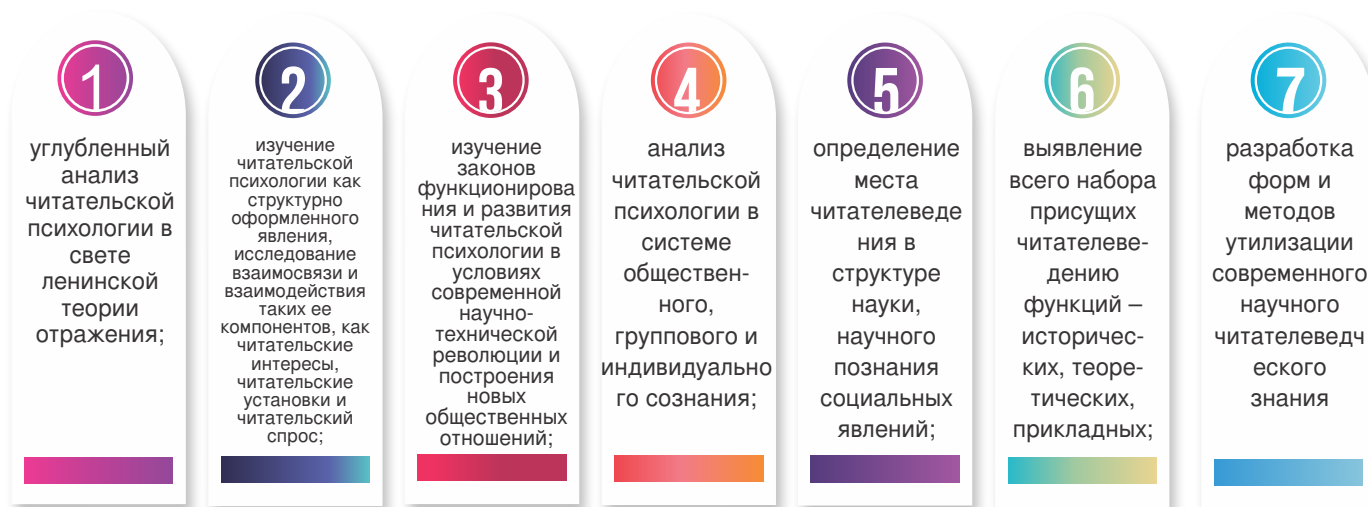 1
углубленный
анализ
читательской
психологии в
свете
ленинской
теории
отражения;
2
изучение
читательской
психологии как
структурно
оформленного
явления,
исследование
взаимосвязи и
взаимодействия
таких ее
компонентов, как
читательские
интересы,
читательские
установки и
читательский
спрос;
3
изучение
законов
функционирова
ния и развития
читательской
психологии в
условиях
современной
научно-
технической
революции и
построения
новых
общественных
отношений;
4
анализ
читательской
психологии в
системе
обществен-
ного,
группового и
индивидуально
го сознания;
5
определение
места
читателеведе
ния в
структуре
науки,
научного
познания
социальных
явлений;
6
выявление
всего набора
присущих
читателеве-
дению
функций –
историчес-
ких, теоре-
тических,
прикладных;
7
разработка
форм и
методов
утилизации
современного
научного
читателеведч
еского
знания